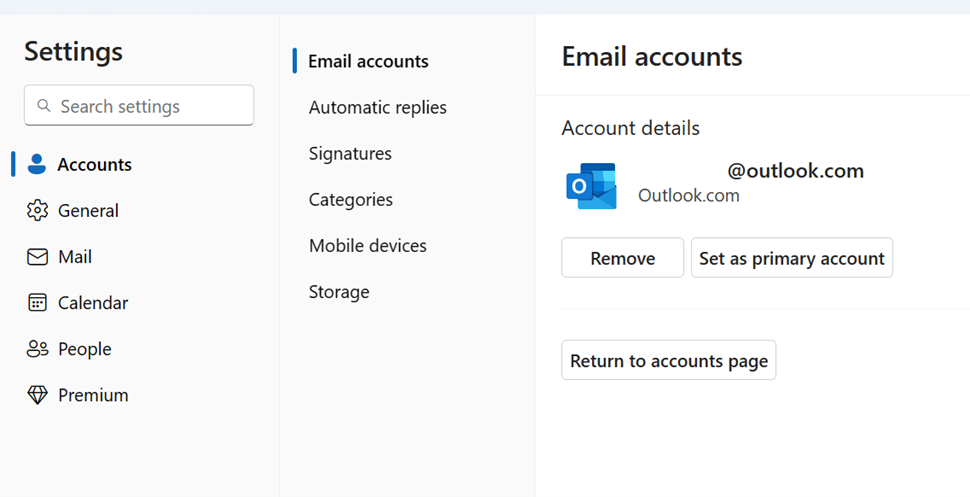 Settings
Search settings
Accounts
General
Mail
Calendar
People
Premium
Email accounts
Automatic replies
Signatures
Categories
Mobile devices
Storage
Email accounts
Account details
O
@outlook.com
Outlook.com
Remove
Set as primary account
Return to accounts page